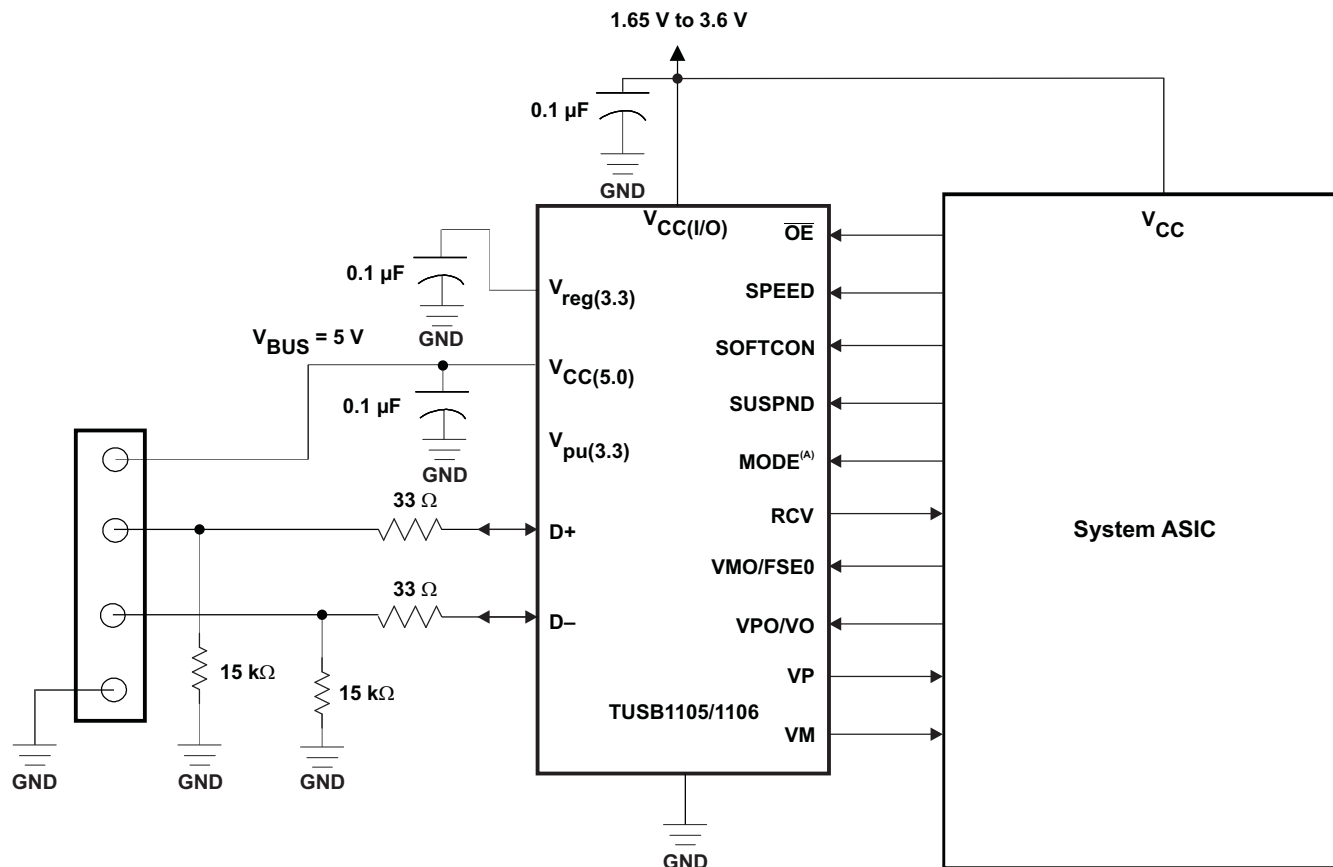 1.65 V to 3.6 V
0.1 µF
GND
VCC(I/O)
OE
VCC
0.1 µF
Vreg(3.3)
SPEED
GND
VBUS = 5 V
SOFTCON
VCC(5.0)
0.1 µF
SUSPND
Vpu(3.3)
MODE(A)
GND
33 Ω
D+
RCV
System ASIC
VMO/FSE0
33 Ω
D–
VPO/VO
15 kΩ
15 kΩ
VP
TUSB1105/1106
VM
GND
GND
GND
GND